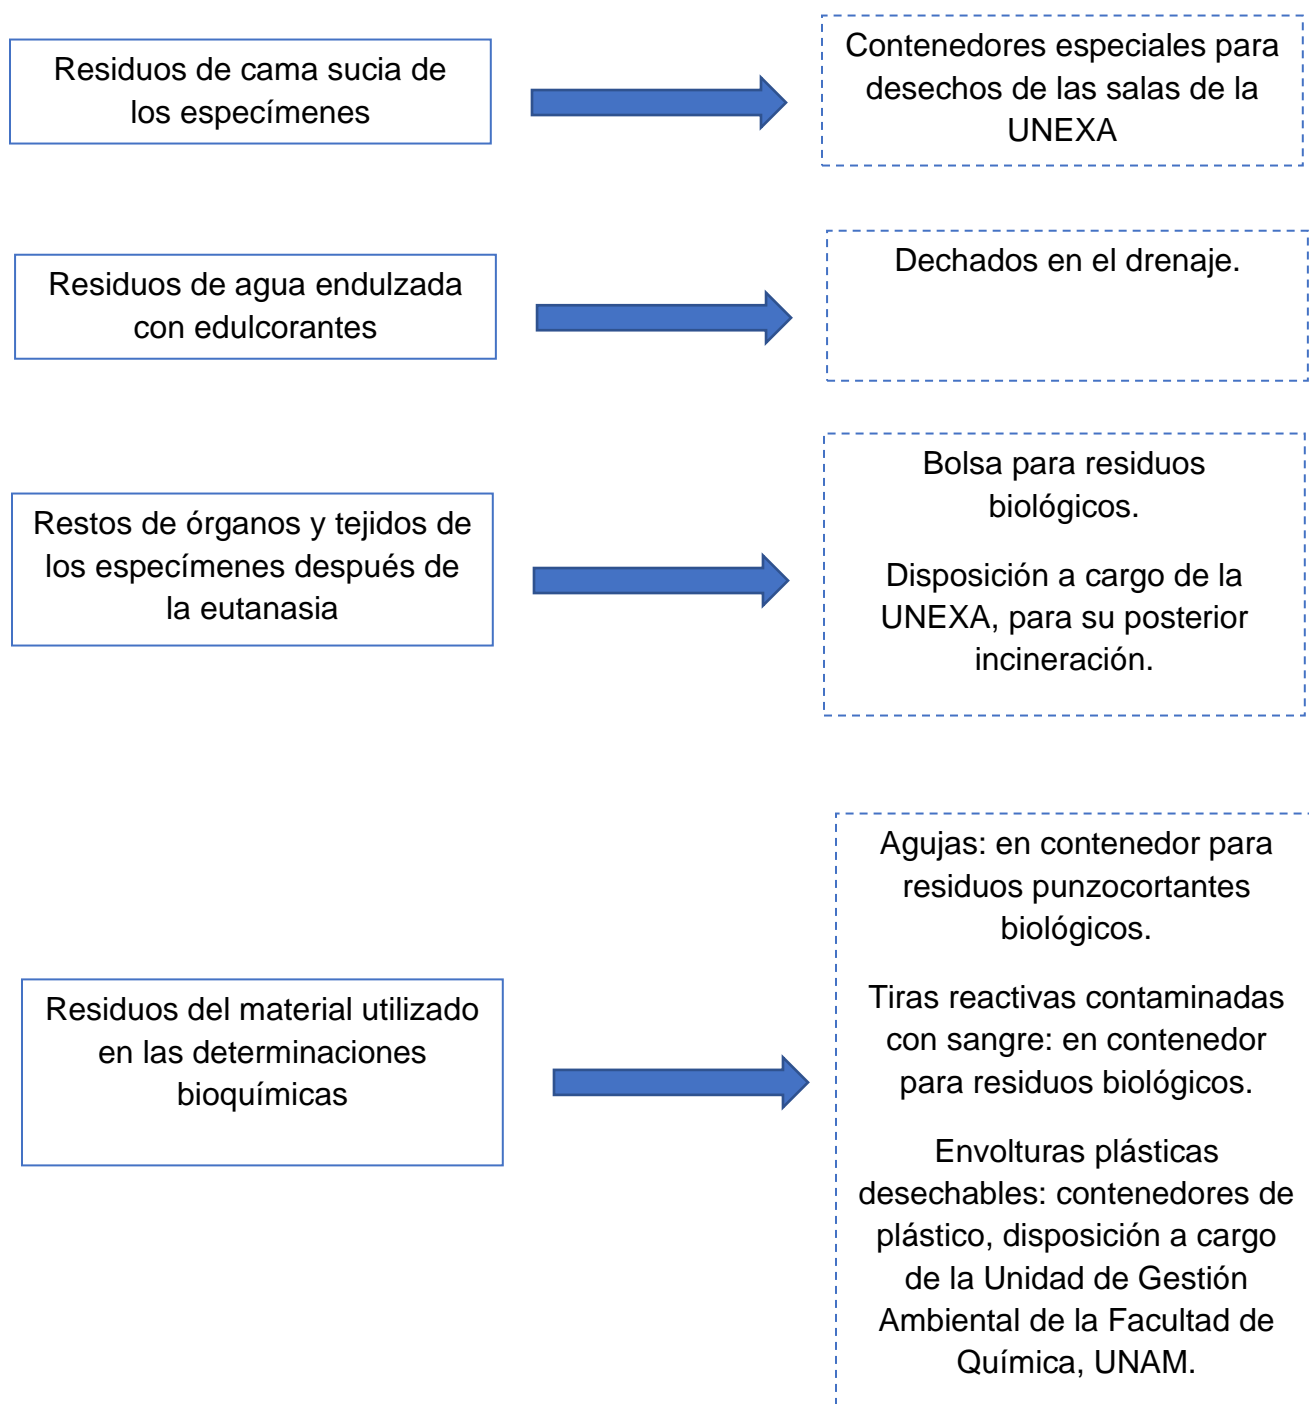 Residuos de cama sucia de
los especímenes
Contenedores especiales para
desechos de las salas de la
UNEXA
Residuos de agua endulzada
con edulcorantes
Dechados en el drenaje.
Restos de órganos y tejidos de
los especímenes después de
la eutanasia
Bolsa para residuos
biológicos.
Disposición a cargo de la
UNEXA, para su posterior
incineración.
Residuos del material utilizado
en las determinaciones
bioquímicas
Agujas: en contenedor para
residuos punzocortantes
biológicos.
Tiras reactivas contaminadas
con sangre: en contenedor
para residuos biológicos.
Envolturas plásticas
desechables: contenedores de
plástico, disposición a cargo
de la Unidad de Gestión
Ambiental de la Facultad de
Química, UNAM.